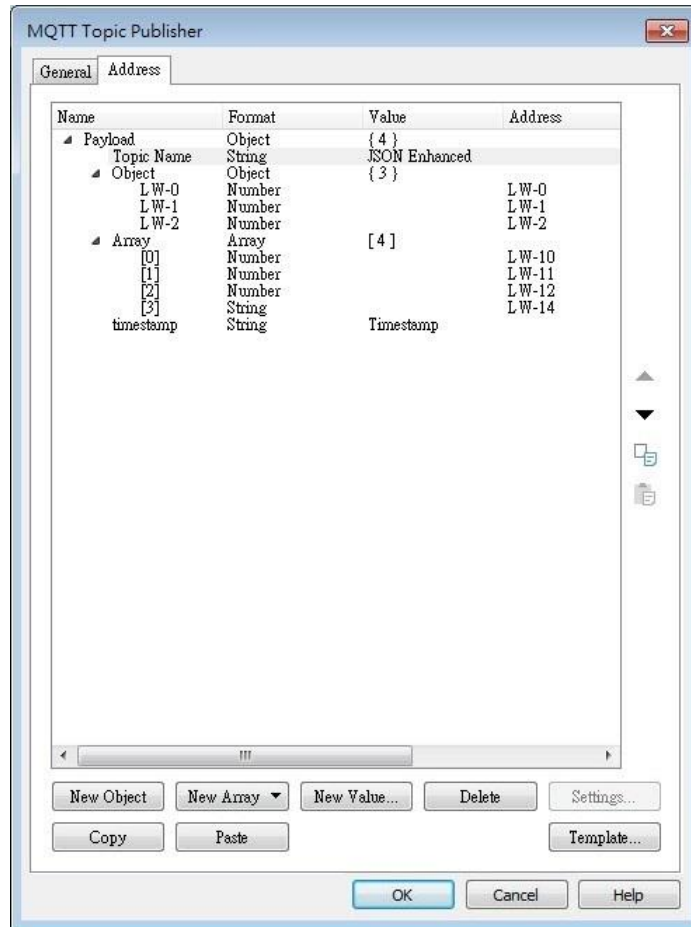 MQTT Topic Publisher
General Address
Name Format Value Address
Payload Object { 4 }
Topic Name String JSON Enhanced
Object Object { 3 }
LW-0 Number LW-0
LW-1 Number LW-1
LW-2 Number LW-2
Array Array [ 4 ]
[0] Number LW-10
[1] Number LW-11
[2] Number LW-12
[3] String LW-14
timestamp String Timestamp
New Object New Array New Value... Delete Settings...
Copy Paste Template...
OK Cancel Help